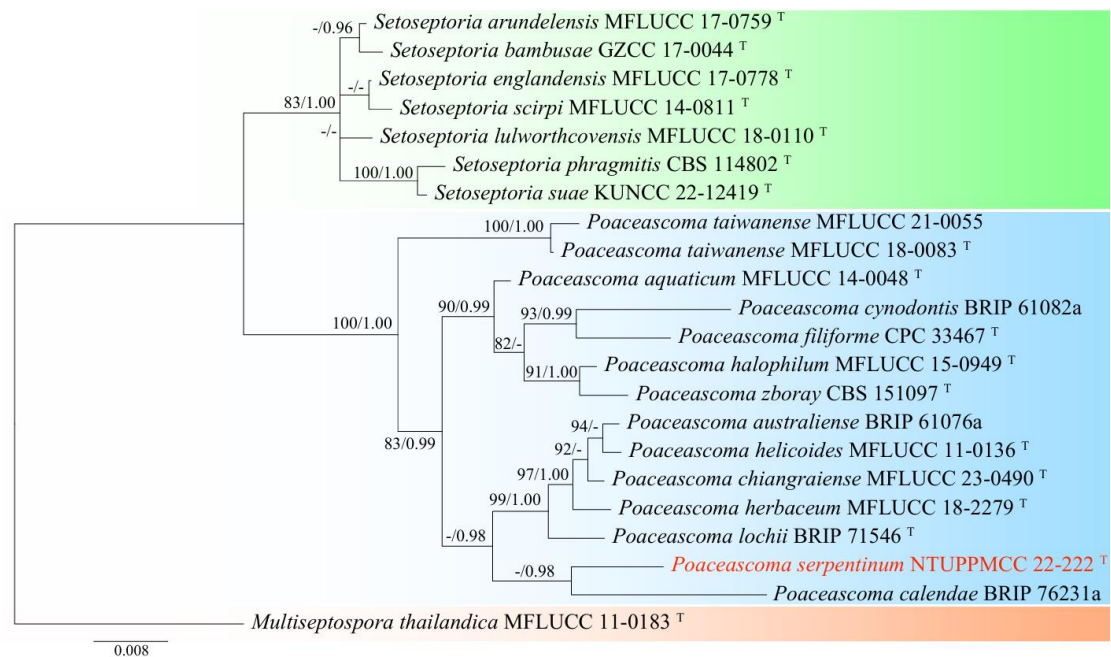 Setoseptoria arundelensis MFLUCC 17-0759 T
-/0.96
Setoseptoria bambusae GZCC 17-0044 T
Setoseptoria englandensis MFLUCC 17-0778 T
-/-
83/1.00
Setoseptoria scirpi MFLUCC 14-0811 T
-/-
Setoseptoria lulworthcovensis MFLUCC 18-0110 T
Setoseptoria phragmitis CBS 114802 T
100/1.00
Setoseptoria suae KUNCC 22-12419 T
Poaceascoma taiwanense MFLUCC 21-0055
100/1.00
Poaceascoma taiwanense MFLUCC 18-0083 T
Poaceascoma aquaticum MFLUCC 14-0048 T
90/0.99
Poaceascoma cynodontis BRIP 61082a
93/0.99
100/1.00
Poaceascoma filiforme CPC 33467 T
82/-
Poaceascoma halophilum MFLUCC 15-0949 T
91/1.00
Poaceascoma zboray CBS 151097 T
Poaceascoma australiense BRIP 61076a
94/-
83/0.99
Poaceascoma helicoides MFLUCC 11-0136 T
92/-
97/1.00
Poaceascoma chiangraiense MFLUCC 23-0490 T
99/1.00
Poaceascoma herbaceum MFLUCC 18-2279 T
-/0.98
Poaceascoma lochii BRIP 71546 T
Poaceascoma serpentinum NTUPPMCC 22-222 T
-/0.98
Poaceascoma calendae BRIP 76231a
Multiseptospora thailandica MFLUCC 11-0183 T
0.008